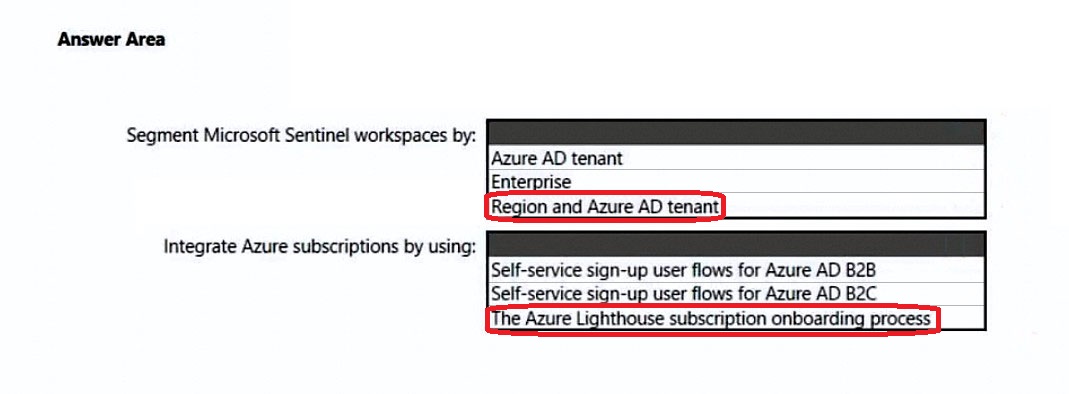 Answer Area
Segment Microsoft Sentinel workspaces by:
Azure AD tenant
Enterprise
Region and Azure AD tenant
Integrate Azure subscriptions by using:
Self-service sign-up user flows for Azure AD B2B
Self-service sign-up user flows for Azure AD B2C
The Azure Lighthouse subscription onboarding process